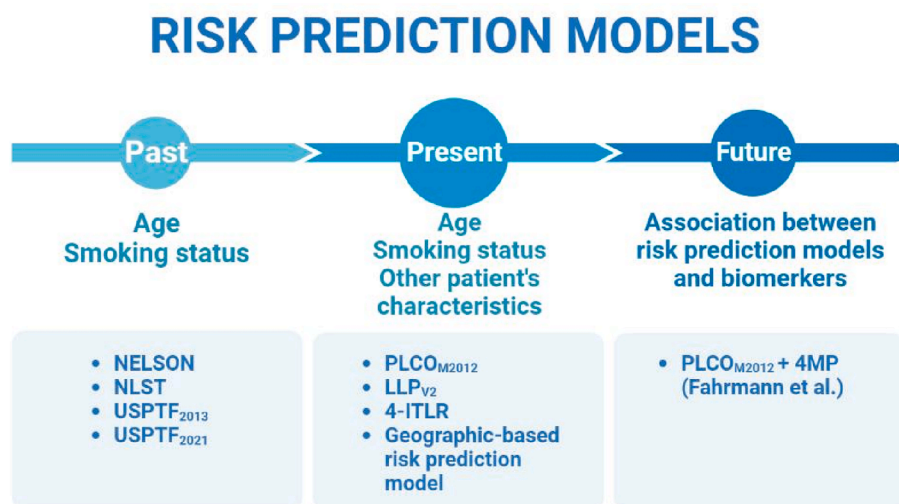 RISK PREDICTION MODELS
Past
Present
Future
Age
Smoking status
Age
Smoking status
Other patient's
characteristics
Association between
risk prediction models
and biomerkers
• NELSON
• NLST
• USPTF2013
• USPTF2021
• PLCOM2012
• LLPV2
• 4-ITLR
• Geographic-based
risk prediction
model
• PLCOM2012 + 4MP
(Fahrmann et al.)